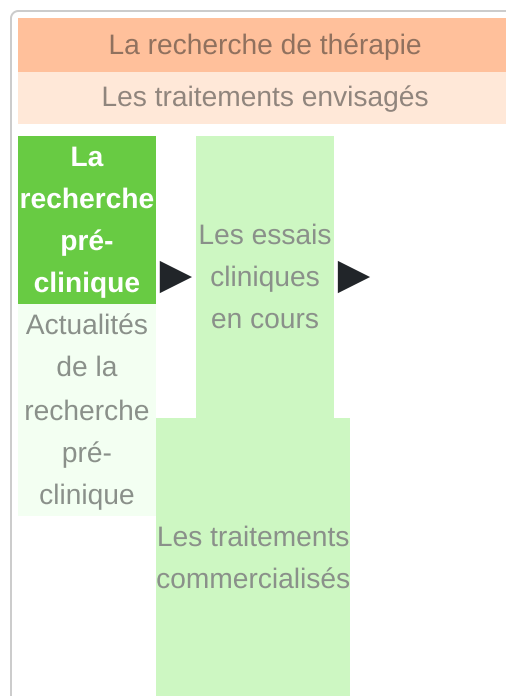 La recherche de thérapie
Les traitements envisagés
La
recherche
pré-
clinique
Actualités
de la
recherche
pré-
clinique
Les essais
cliniques
en cours
Les traitements
commercialisés